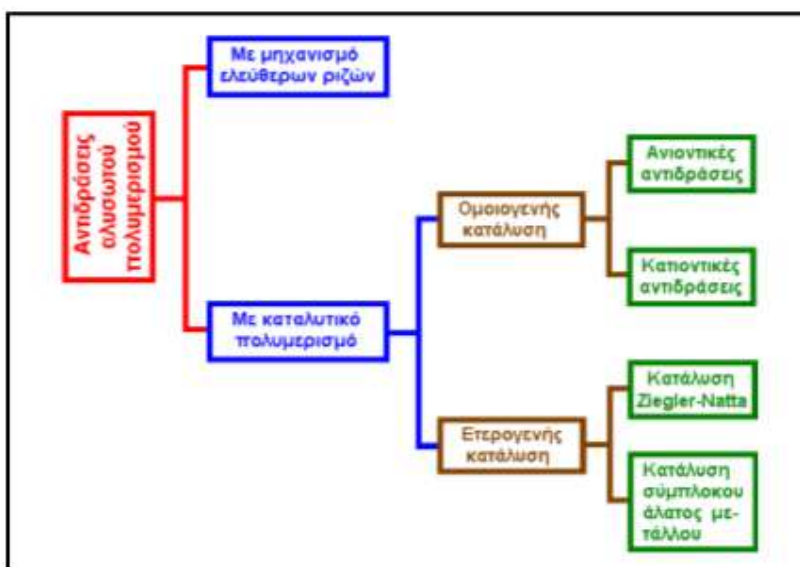 Αντιδράσεις
αλυσωτού
πολυμερισμού
Με μηχανισμό
ελεύθερων ριζών
Με καταλυτικό
πολυμερισμό
Ομοιογενής
κατάλυση
Ετερογενής
κατάλυση
Ανιοντικές
αντιδράσεις
Κατιοντικές
αντιδράσεις
Κατάλυση
Ziegler-Natta
Κατάλυση
σύμπλοκου
άλατος με-
τάλλου